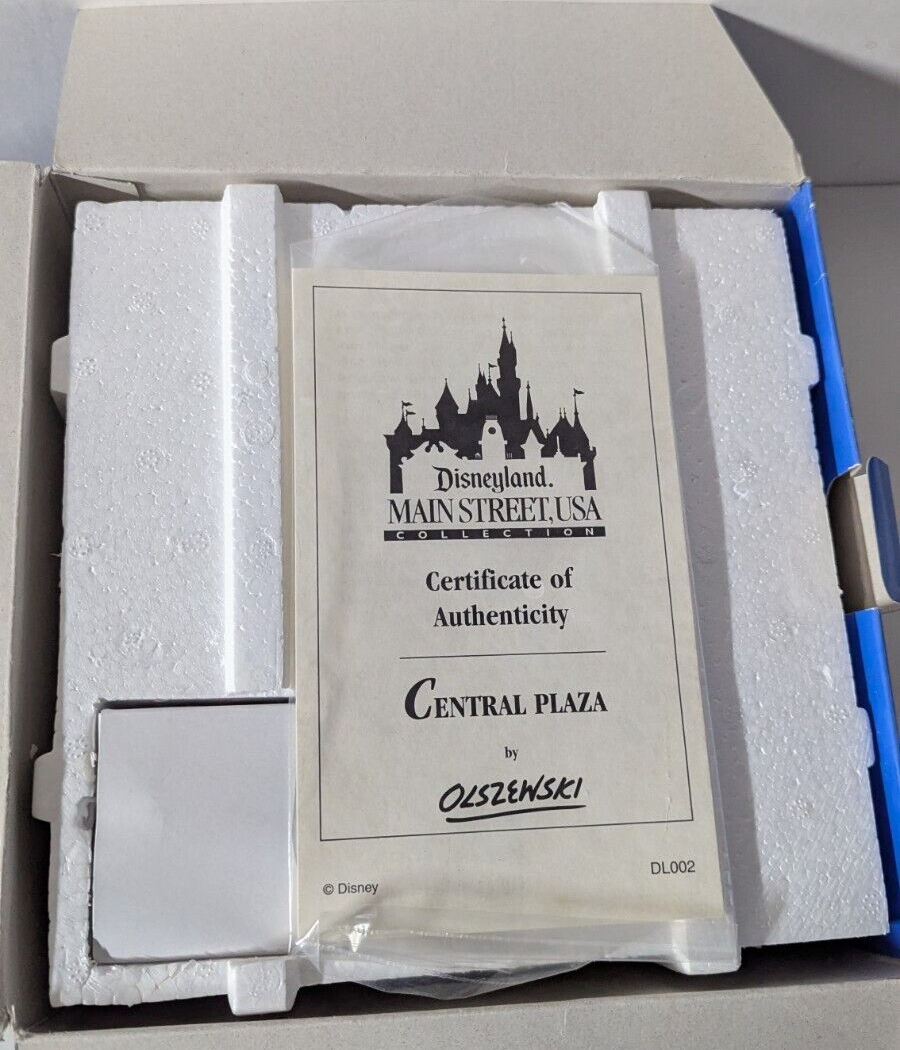 Disneyland.
MAIN STREET, USA
COLLECTION
Certificate of
Authenticity
CENTRAL PLAZA
by
OLSZEWSKI
DL002
© Disney